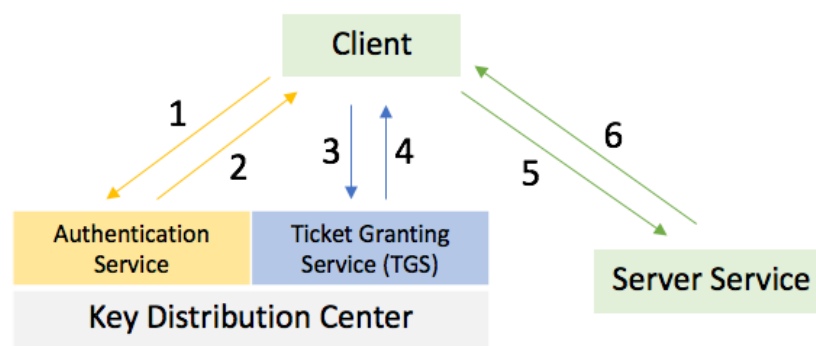 Client
1
2
3
4
5
6
Authentication
Service
Ticket Granting
Service (TGS)
Key Distribution Center
Server Service